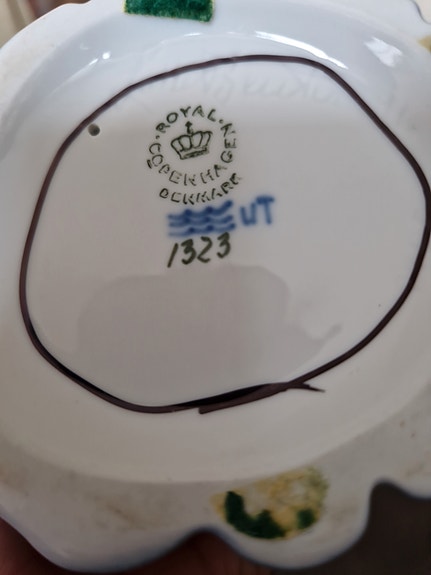 ROYAL
COPENHAGEN
DENMARK
UT
1323